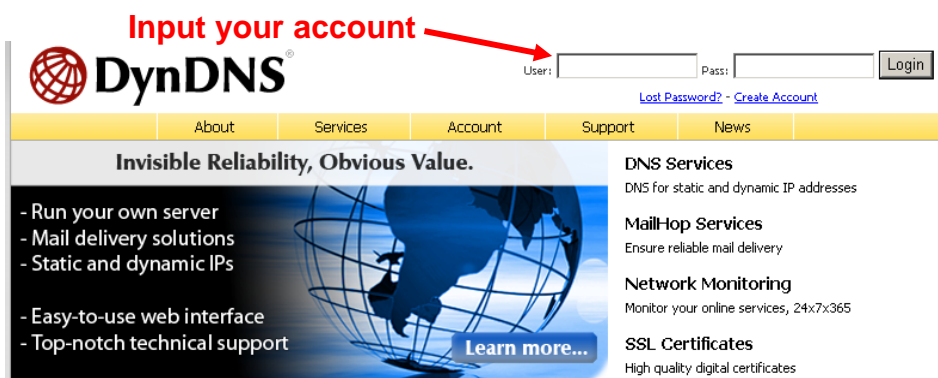 Input your account
DynDNS®
User: Pass: Login
Lost Password? - Create Account
About Services Account Support News
Invisible Reliability, Obvious Value.
- Run your own server
- Mail delivery solutions
- Static and dynamic IPs
- Easy-to-use web interface
- Top-notch technical support
Learn more...
DNS Services
DNS for static and dynamic IP addresses
MailHop Services
Ensure reliable mail delivery
Network Monitoring
Monitor your online services, 24x7x365
SSL Certificates
High quality digital certificates